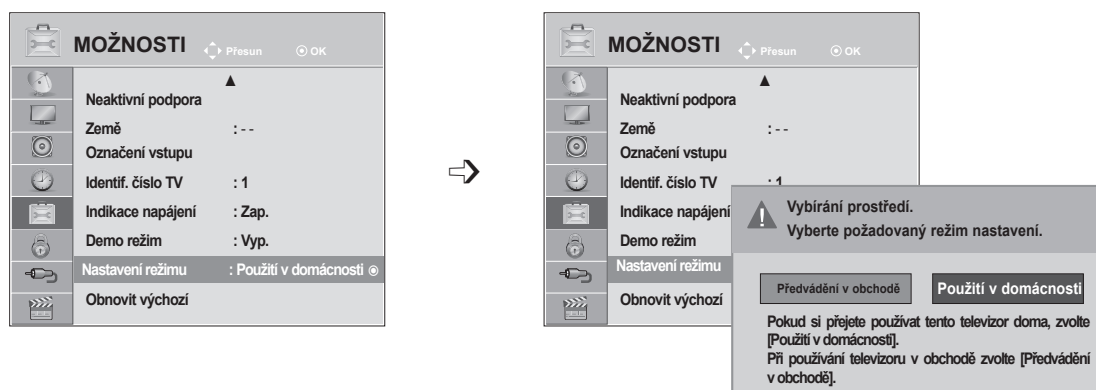 MOŽNOSTI Přesun OK
▲
Neaktivní podpora
Země : - -
Označení vstupu
Identif. číslo TV : 1
Indikace napájení : Zap.
Demo režim : Vyp.
Nastavení režimu : Použití v domácnosti
Obnovit výchozí
MOŽNOSTI Přesun OK
▲
Neaktivní podpora
Země : - -
Označení vstupu
Identif. číslo TV : 1
Indikace napájení
Demo režim
Nastavení režimu
Obnovit výchozí
Vybírání prostředí.
Vyberte požadovaný režim nastavení.
Předvádění v obchodě Použití v domácnosti
Pokud si přejete používat tento televizor doma, zvolte
[Použití v domácnosti].
Při používání televizoru v obchodě zvolte [Předvádění
v obchodě].